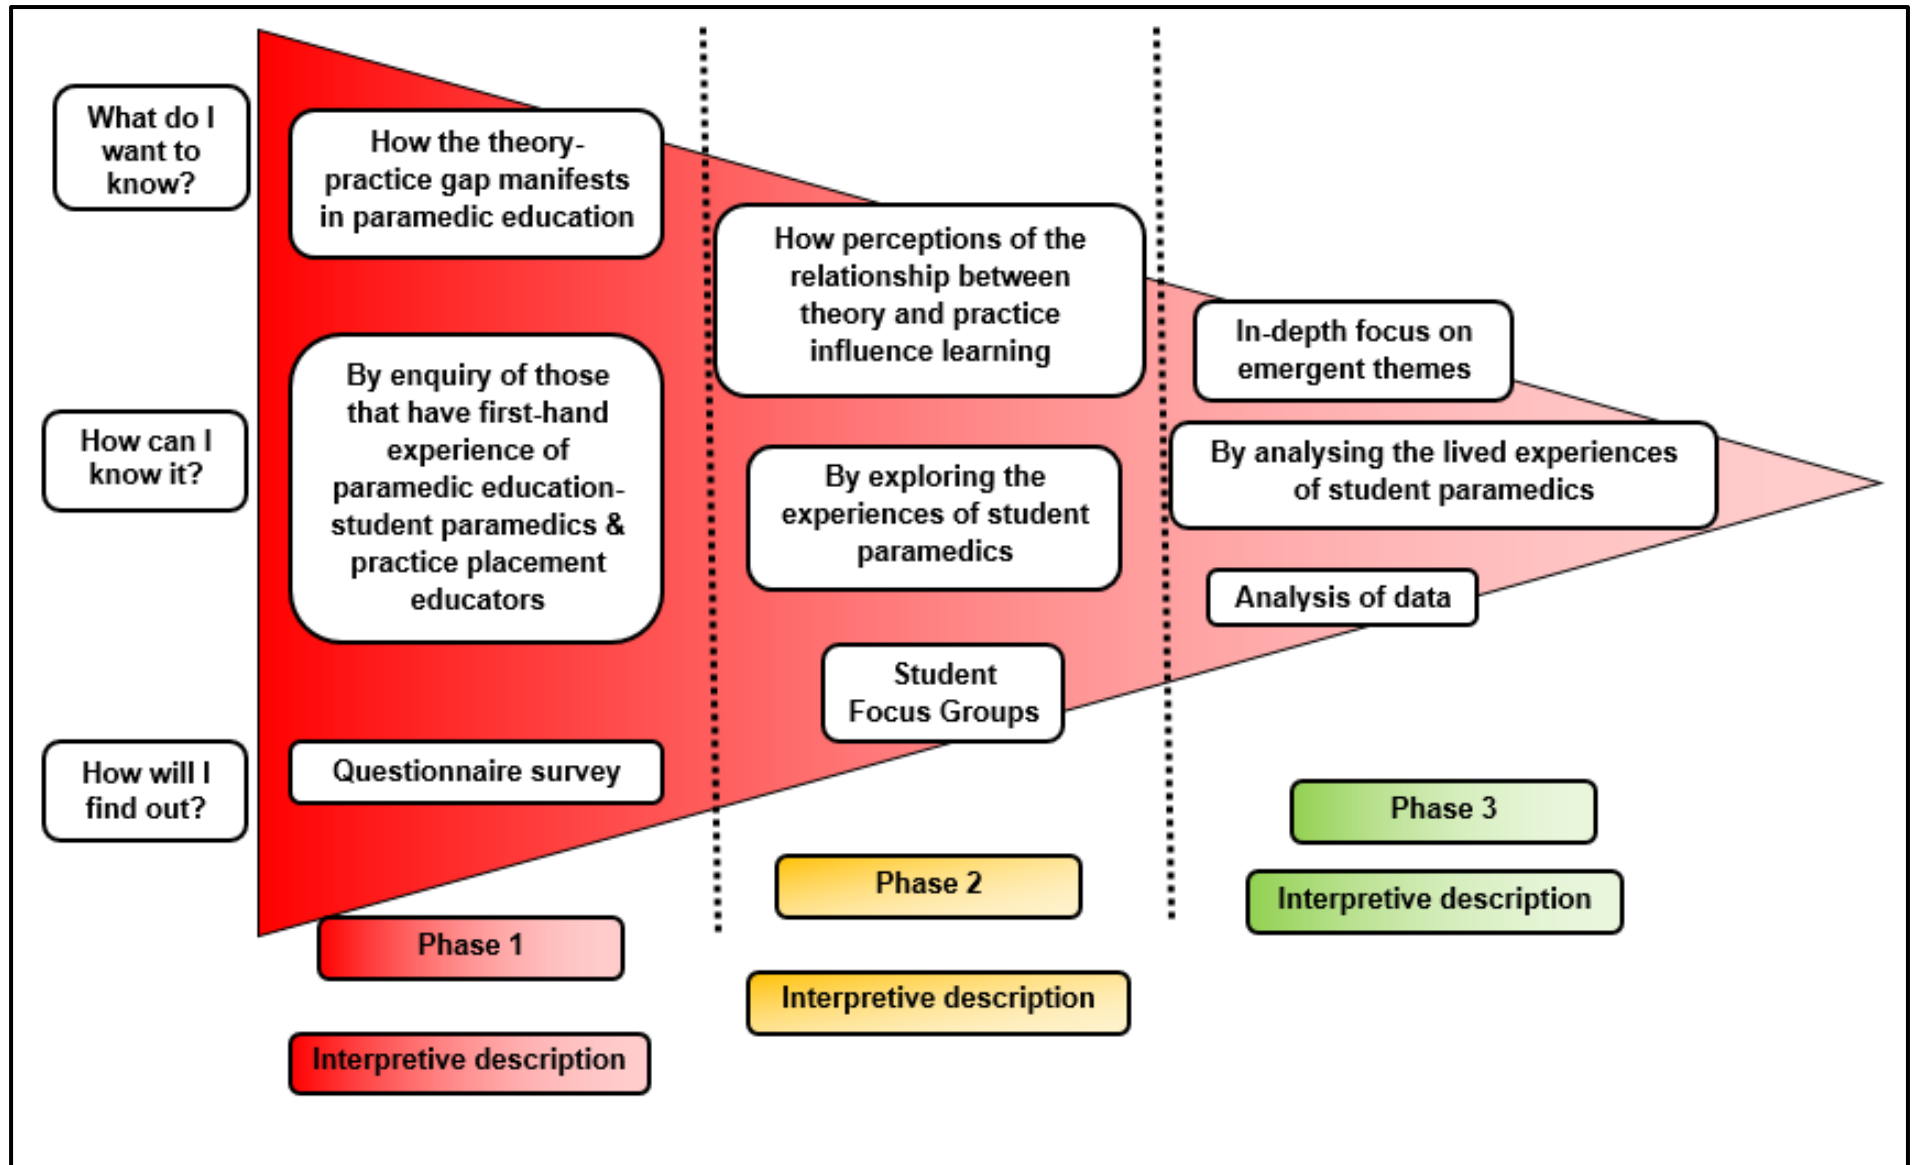 What do I
want to
know?
How the theory-
practice gap manifests
in paramedic education
How perceptions of the
relationship between
theory and practice
influence learning
In-depth focus on
emergent themes
How can I
know it?
By enquiry of those
that have first-hand
experience of
paramedic education-
student paramedics &
practice placement
educators
By exploring the
experiences of student
paramedics
By analysing the lived experiences
of student paramedics
How will I
find out?
Questionnaire survey
Student
Focus Groups
Analysis of data
Phase 1
Interpretive description
Phase 2
Interpretive description
Phase 3
Interpretive description